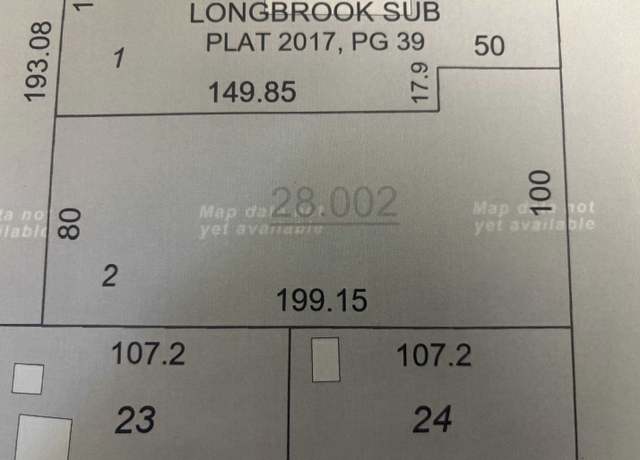 LONGBROOK SUB
PLAT 2017, PG 39
193.08
1
1
50
17.9
149.85
28.002
100
80
Map data not
yet available
Map data not
yet available
2
199.15
107.2
107.2
23
24